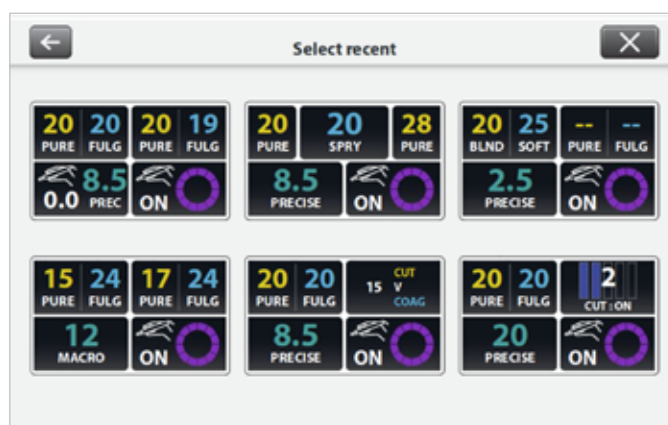 Select recent
20 20 20 19
PURE FULG PURE FULG
8.5
0.0 PREC ON
20 20 28
PURE SPRY PURE
8.5
PRECISE ON
20 25 -- --
BLND SOFT PURE FULG
2.5
PRECISE ON
15 24 17 24
PURE FULG PURE FULG
12
MACRO ON
20 20 15 CUT
V
PURE FULG COAG
8.5
PRECISE ON
20 20 2
PURE FULG CUT : ON
20
PRECISE ON